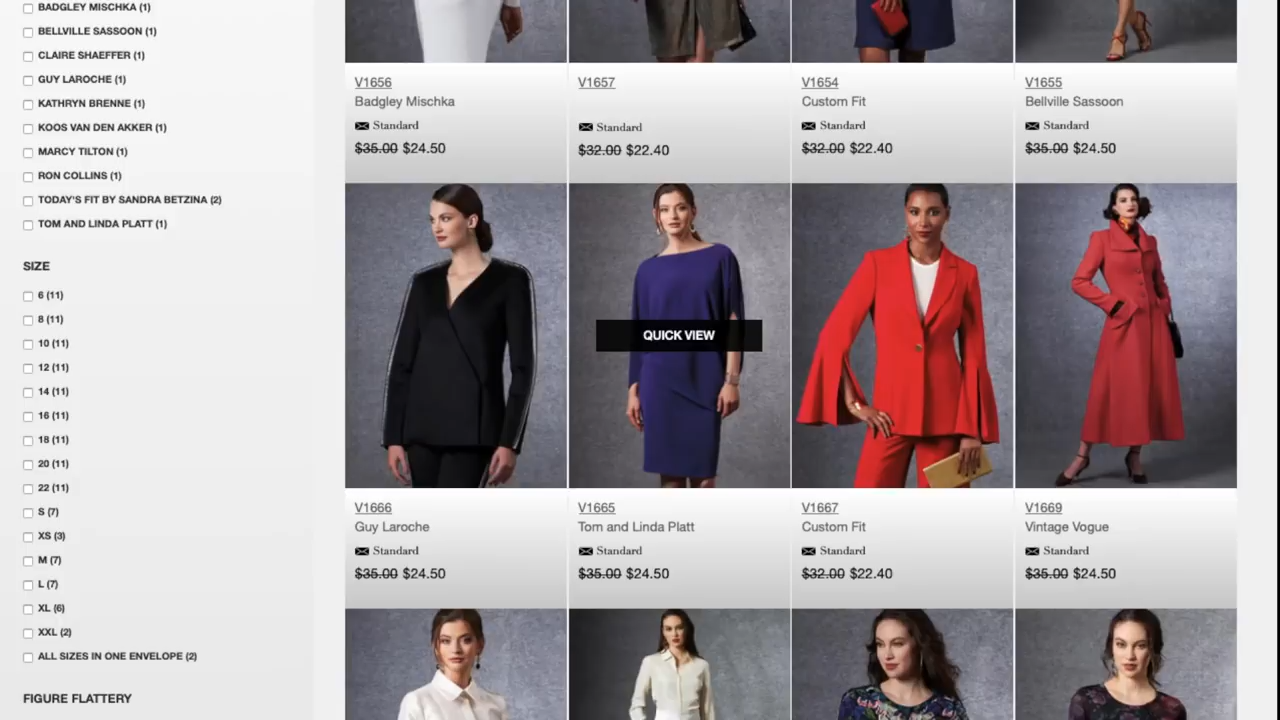 BADGLEY MISCHKA (1)
BELLVILLE SASSOON (1)
CLAIRE SHAEFFER (1)
GUY LAROCHE (1)
KATHRYN BRENNE (1)
KOOS VAN DEN AKKER (1)
MARCY TILTON (1)
RON COLLINS (1)
TODAY'S FIT BY SANDRA BETZINA (2)
TOM AND LINDA PLATT (1)
SIZE
6 (11)
8 (11)
10 (11)
12 (11)
14 (11)
16 (11)
18 (11)
20 (11)
22 (11)
S (7)
XS (3)
M (7)
L (7)
XL (6)
XXL (2)
ALL SIZES IN ONE ENVELOPE (2)
FIGURE FLATTERY
V1656
Badgley Mischka
Standard
$35.00 $24.50
V1657
Standard
$32.00 $22.40
V1654
Custom Fit
Standard
$32.00 $22.40
V1655
Bellville Sassoon
Standard
$35.00 $24.50
QUICK VIEW
V1666
Guy Laroche
Standard
$35.00 $24.50
V1665
Tom and Linda Platt
Standard
$35.00 $24.50
V1667
Custom Fit
Standard
$32.00 $22.40
V1669
Vintage Vogue
Standard
$35.00 $24.50